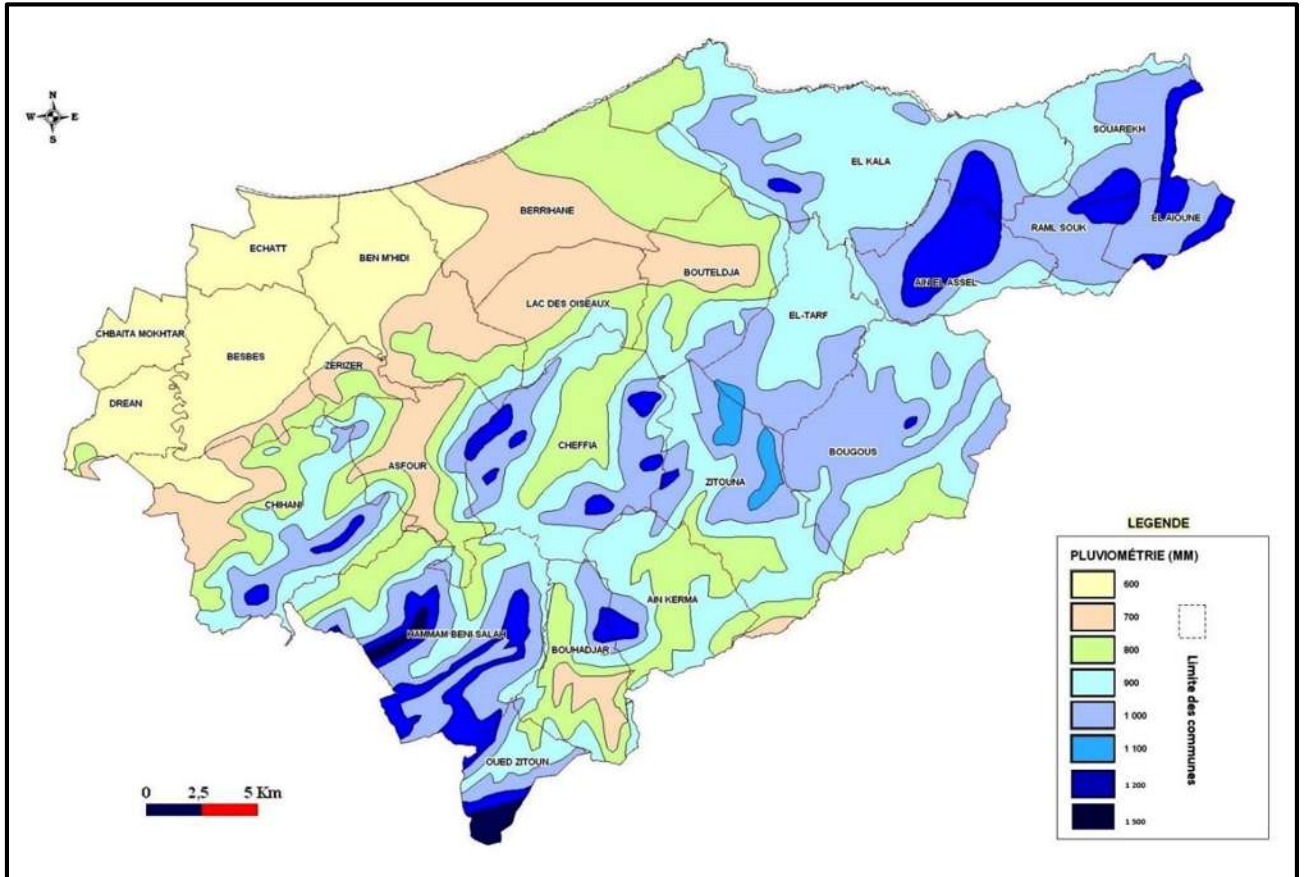 N
W E
S
SOUAREKH
EL KALA
BERRIHANE
EL AIOUNE
RAML SOUK
ECHATT
BEN M'HIDI
BOUTELDJA
AIN EL ASSEL
LAC DES OISEAUX
EL-TARF
CHBAITA MOKHTAR
BESBES
ZERIZER
DREAN
CHEFFIA
BOUGOUS
ASFOUR
ZITOUNA
CHIHANI
AIN KERMA
HAMMAM BENI SALAH
BOUHADJAR
OUED ZITOUN
0 2,5 5 Km
LEGENDE
PLUVIOMÉTRIE (MM)
600
700
800
900
1 000
1 100
1 200
1 500
Limite des communes